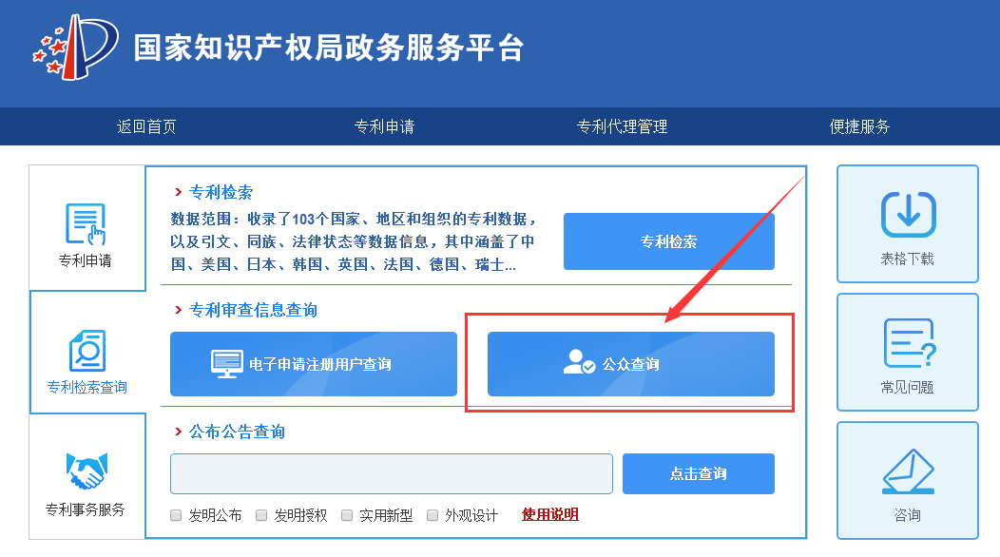 国家知识产权局政务服务平台
返回首页
专利申请
专利代理管理
便捷服务
专利申请
专利检索查询
专利事务服务
专利检索
数据范围：收录了103个国家、地区和组织的专利数据，
以及引文、同族、法律状态等数据信息，其中涵盖了中
国、美国、日本、韩国、英国、法国、德国、瑞士...
专利检索
专利审查信息查询
电子申请注册用户查询
公众查询
公布公告查询
点击查询
发明公布
发明授权
实用新型
外观设计
使用说明
表格下载
常见问题
咨询